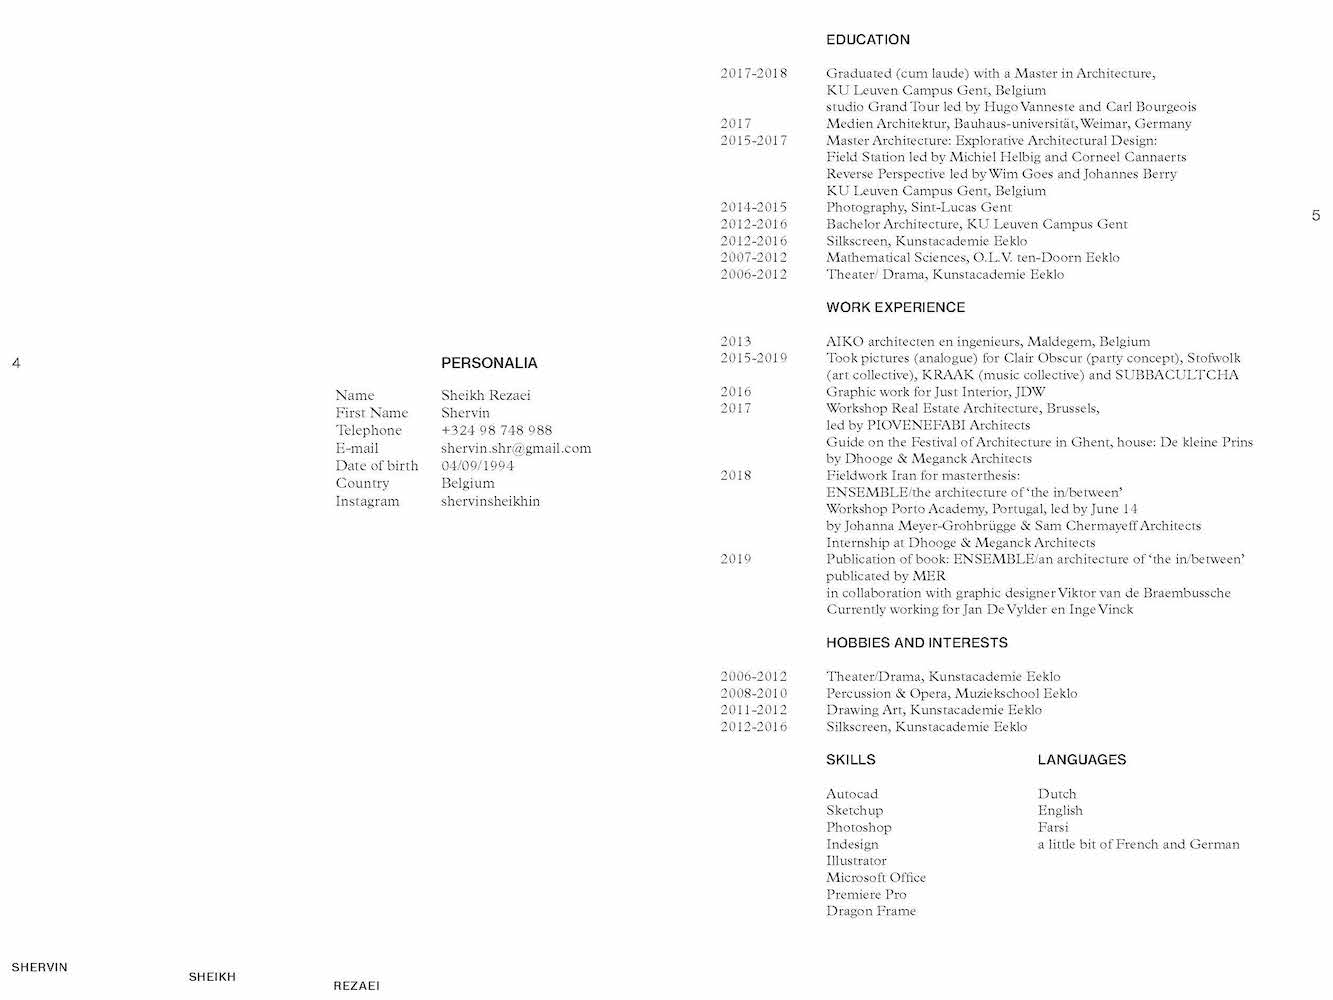 4
PERSONALIA
Name Sheikh Rezaei
First Name Shervin
Telephone +324 98 748 988
E-mail shervin.shr@gmail.com
Date of birth 04/09/1994
Country Belgium
Instagram shervinsheikhin
SHERVIN
SHEIKH
REZAEI
EDUCATION
2017-2018 Graduated (cum laude) with a Master in Architecture,
KU Leuven Campus Gent, Belgium
studio Grand Tour led by Hugo Vanneste and Carl Bourgeois
2017 Medien Architektur, Bauhaus-universität, Weimar, Germany
2015-2017 Master Architecture: Explorative Architectural Design:
Field Station led by Michiel Helbig and Corneel Cannaerts
Reverse Perspective led by Wim Goes and Johannes Berry
KU Leuven Campus Gent, Belgium
2014-2015 Photography, Sint-Lucas Gent
2012-2016 Bachelor Architecture, KU Leuven Campus Gent
2012-2016 Silkscreen, Kunstacademie Eeklo
2007-2012 Mathematical Sciences, O.L.V. ten-Doorn Eeklo
2006-2012 Theater/ Drama, Kunstacademie Eeklo
5
WORK EXPERIENCE
2013 AIKO architecten en ingenieurs, Maldegem, Belgium
2015-2019 Took pictures (analogue) for Clair Obscur (party concept), Stofwolk
(art collective), KRAAK (music collective) and SUBBACULTCHA
2016 Graphic work for Just Interior, JDW
2017 Workshop Real Estate Architecture, Brussels,
led by PIOVENEFABI Architects
Guide on the Festival of Architecture in Ghent, house: De kleine Prins
by Dhooge & Meganck Architects
2018 Fieldwork Iran for masterthesis:
ENSEMBLE/the architecture of ‘the in/between’
Workshop Porto Academy, Portugal, led by June 14
by Johanna Meyer-Grohbrügge & Sam Chermayeff Architects
Internship at Dhooge & Meganck Architects
2019 Publication of book: ENSEMBLE/an architecture of ‘the in/between’
publicated by MER
in collaboration with graphic designer Viktor van de Braembussche
Currently working for Jan De Vylder en Inge Vinck
HOBBIES AND INTERESTS
2006-2012 Theater/Drama, Kunstacademie Eeklo
2008-2010 Percussion & Opera, Muziekschool Eeklo
2011-2012 Drawing Art, Kunstacademie Eeklo
2012-2016 Silkscreen, Kunstacademie Eeklo
SKILLS
Autocad
Sketchup
Photoshop
Indesign
Illustrator
Microsoft Office
Premiere Pro
Dragon Frame
LANGUAGES
Dutch
English
Farsi
a little bit of French and German